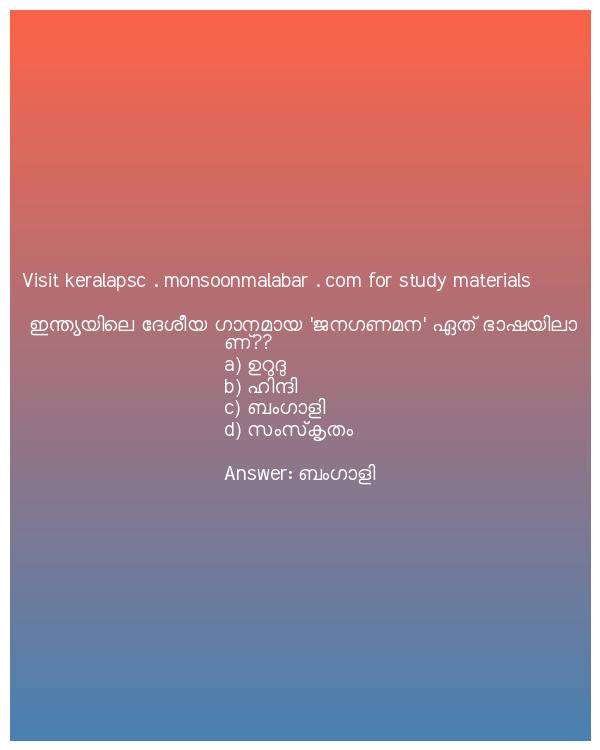 Visit keralapsc . monsoonmalabar . com for study materials
ഇന്ത്യയിലെ ദേശീയ ഗാനമായ 'ജനഗണമന' ഏത് ഭാഷയിലാ
ണ്??
a) ഉറുദു
b) ഹിന്ദി
c) ബംഗാളി
d) സംസ്കൃതം
Answer: ബംഗാളി